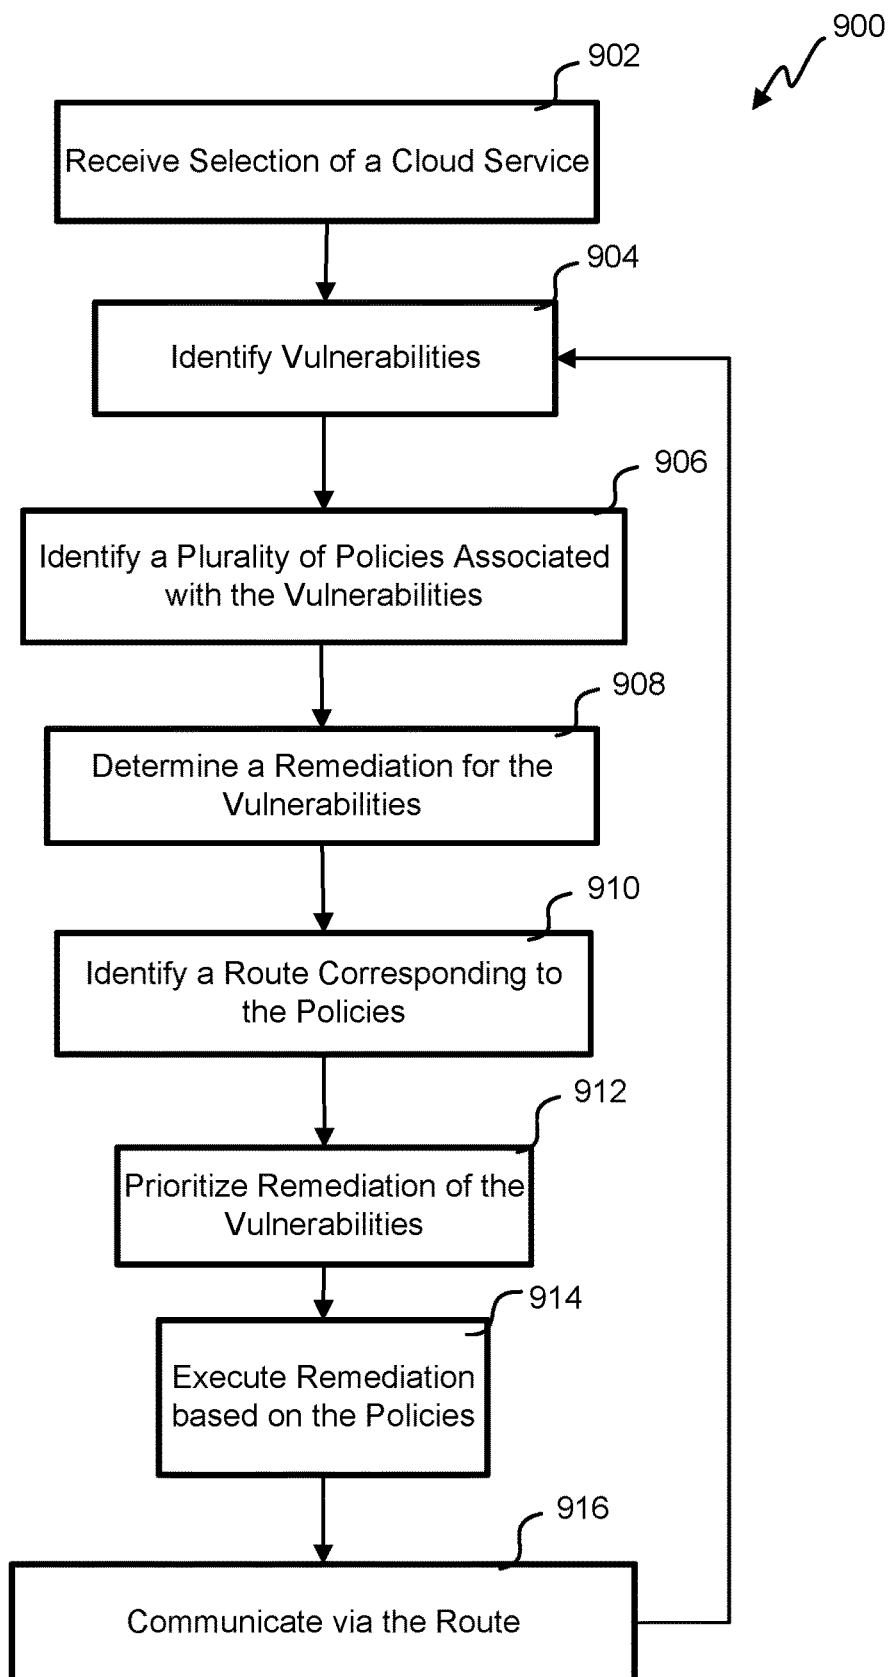 900
902
Receive Selection of a Cloud Service
904
Identify Vulnerabilities
906
Identify a Plurality of Policies Associated
with the Vulnerabilities
908
Determine a Remediation for the
Vulnerabilities
910
Identify a Route Corresponding to
the Policies
912
Prioritize Remediation of the
Vulnerabilities
914
Execute Remediation
based on the Policies
916
Communicate via the Route